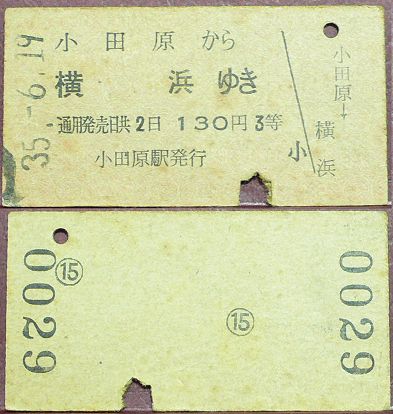 35.-6.19
小田原から
横浜ゆき
通用発売日共2日 130円 3等
小田原駅発行
小
小田原→横浜
0029
⑮
⑮
0029